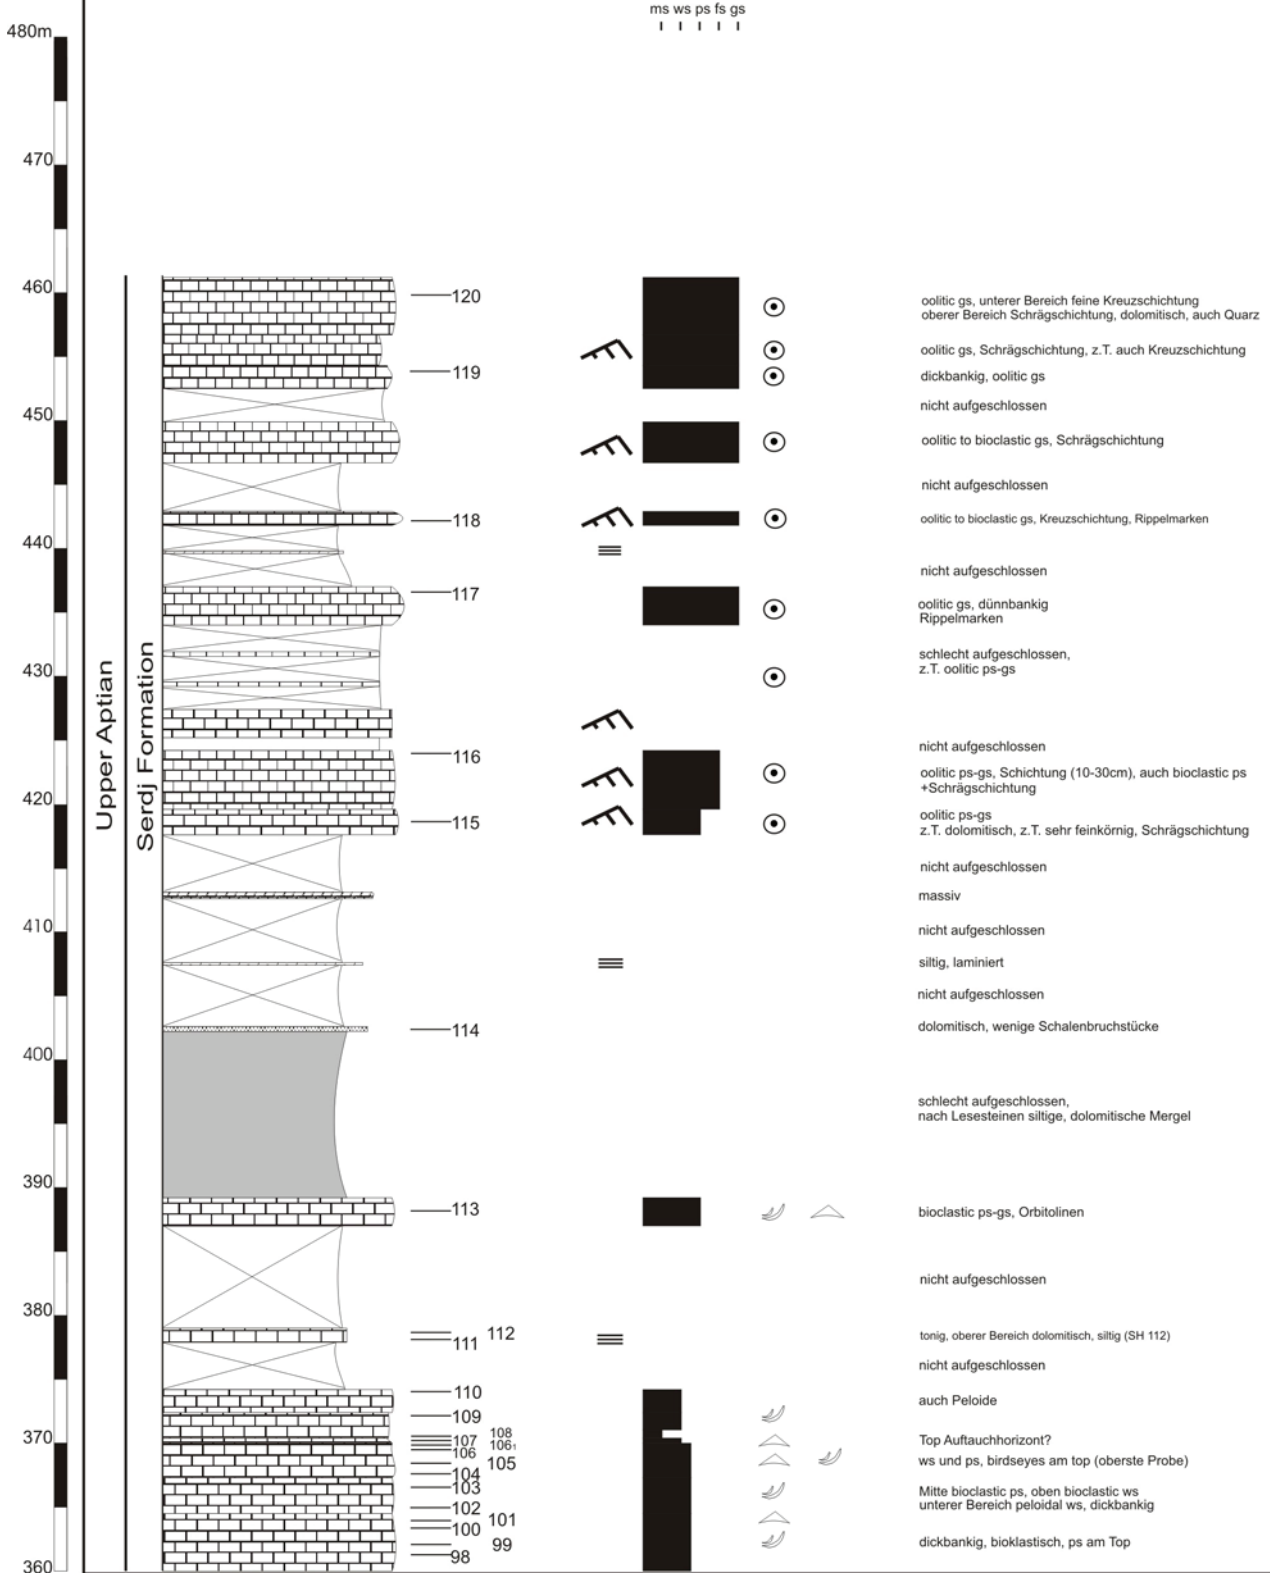 ms ws ps fs gs
480m
470
460
120
oolitic gs, unterer Bereich feine Kreuzschichtung
oberer Bereich Schrägschichtung, dolomitisch, auch Quarz
oolitic gs, Schrägschichtung, z.T. auch Kreuzschichtung
119
dickbankig, oolitic gs
nicht aufgeschlossen
450
oolitic to bioclastic gs, Schrägschichtung
nicht aufgeschlossen
118
oolitic to bioclastic gs, Kreuzschichtung, Rippelmarken
440
nicht aufgeschlossen
117
oolitic gs, dünnbankig
Rippelmarken
schlecht aufgeschlossen,
z.T. oolitic ps-gs
430
Upper Aptian
Serdj Formation
nicht aufgeschlossen
116
oolitic ps-gs, Schichtung (10-30cm), auch bioclastic ps
+Schrägschichtung
420
115
oolitic ps-gs
z.T. dolomitisch, z.T. sehr feinkörnig, Schrägschichtung
nicht aufgeschlossen
massiv
410
nicht aufgeschlossen
siltig, laminiert
nicht aufgeschlossen
114
dolomitisch, wenige Schalenbruchstücke
400
schlecht aufgeschlossen,
nach Lesesteinen siltige, dolomitische Mergel
390
113
bioclastic ps-gs, Orbitolinen
nicht aufgeschlossen
380
112
111
tonig, oberer Bereich dolomitisch, siltig (SH 112)
nicht aufgeschlossen
110
auch Peloide
109
108
370
107
106₁
106
Top Auftauchhorizont?
105
ws und ps, birdseyes am top (oberste Probe)
104
103
Mitte bioclastic ps, oben bioclastic ws
unterer Bereich peloidal ws, dickbankig
102
101
100
99
dickbankig, bioklastisch, ps am Top
98
360